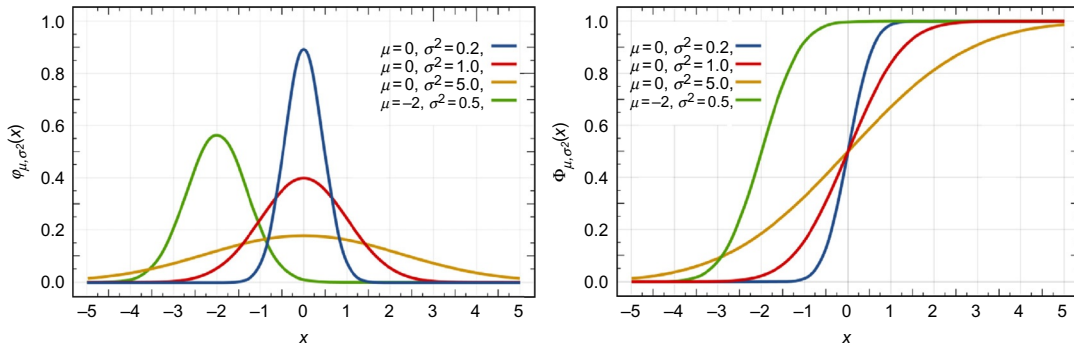 1.0
0.8
0.6
0.4
0.2
0.0
φμ,σ²(x)
μ=0, σ²=0.2,
μ=0, σ²=1.0,
μ=0, σ²=5.0,
μ=−2, σ²=0.5,
−5 −4 −3 −2 −1 0 1 2 3 4 5
x
1.0
0.8
0.6
0.4
0.2
0.0
Φμ,σ²(x)
μ=0, σ²=0.2,
μ=0, σ²=1.0,
μ=0, σ²=5.0,
μ=−2, σ²=0.5,
−5 −4 −3 −2 −1 0 1 2 3 4 5
x